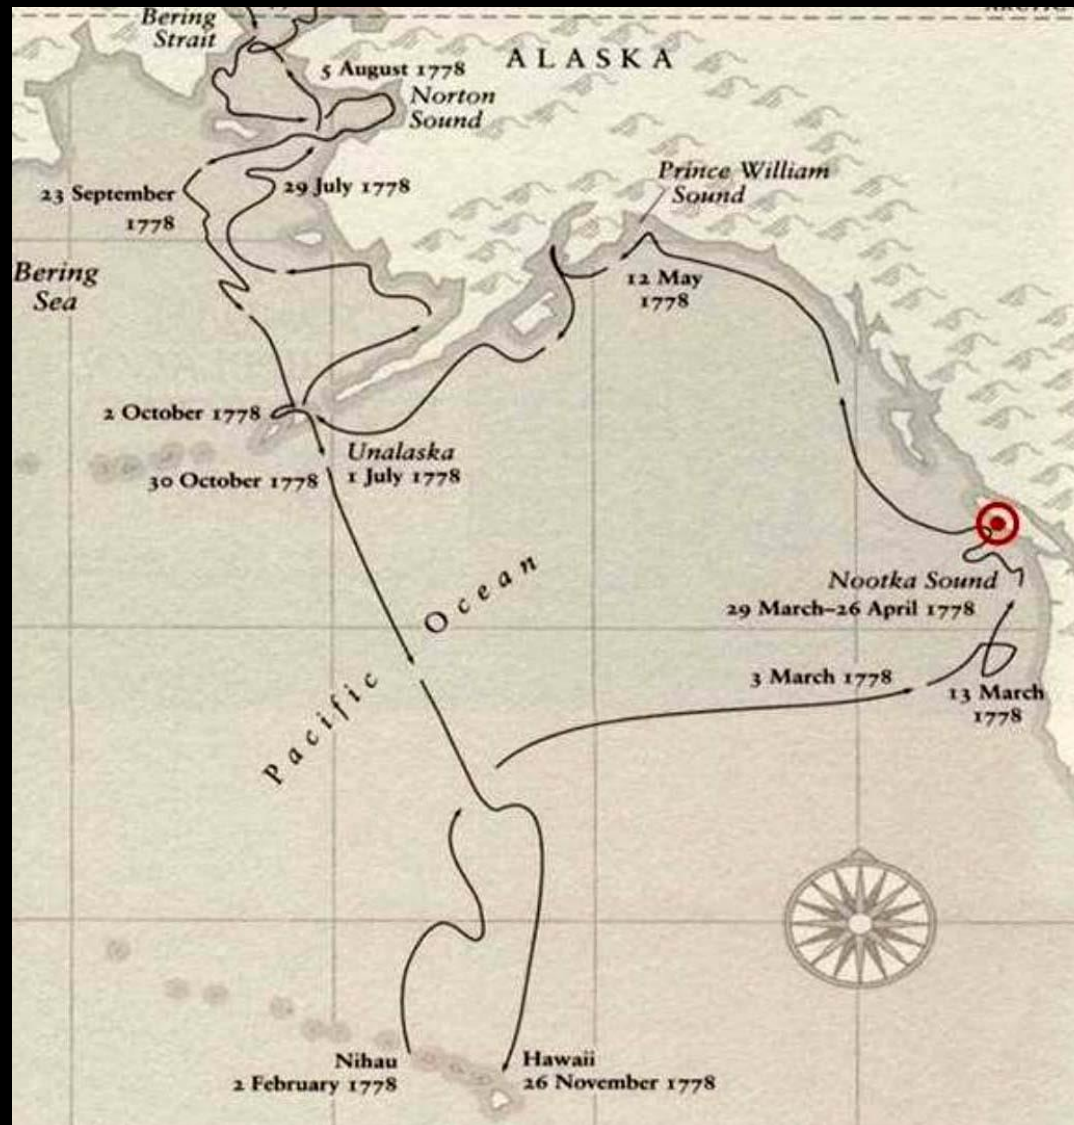 Bering
Strait
ALASKA
5 August 1778
Norton
Sound
Prince William
Sound
23 September
1778
29 July 1778
Bering
Sea
12 May
1778
2 October 1778
Unalaska
1 July 1778
30 October 1778
Pacific Ocean
Nootka Sound
29 March–26 April 1778
3 March 1778
13 March
1778
Nihau
2 February 1778
Hawaii
26 November 1778